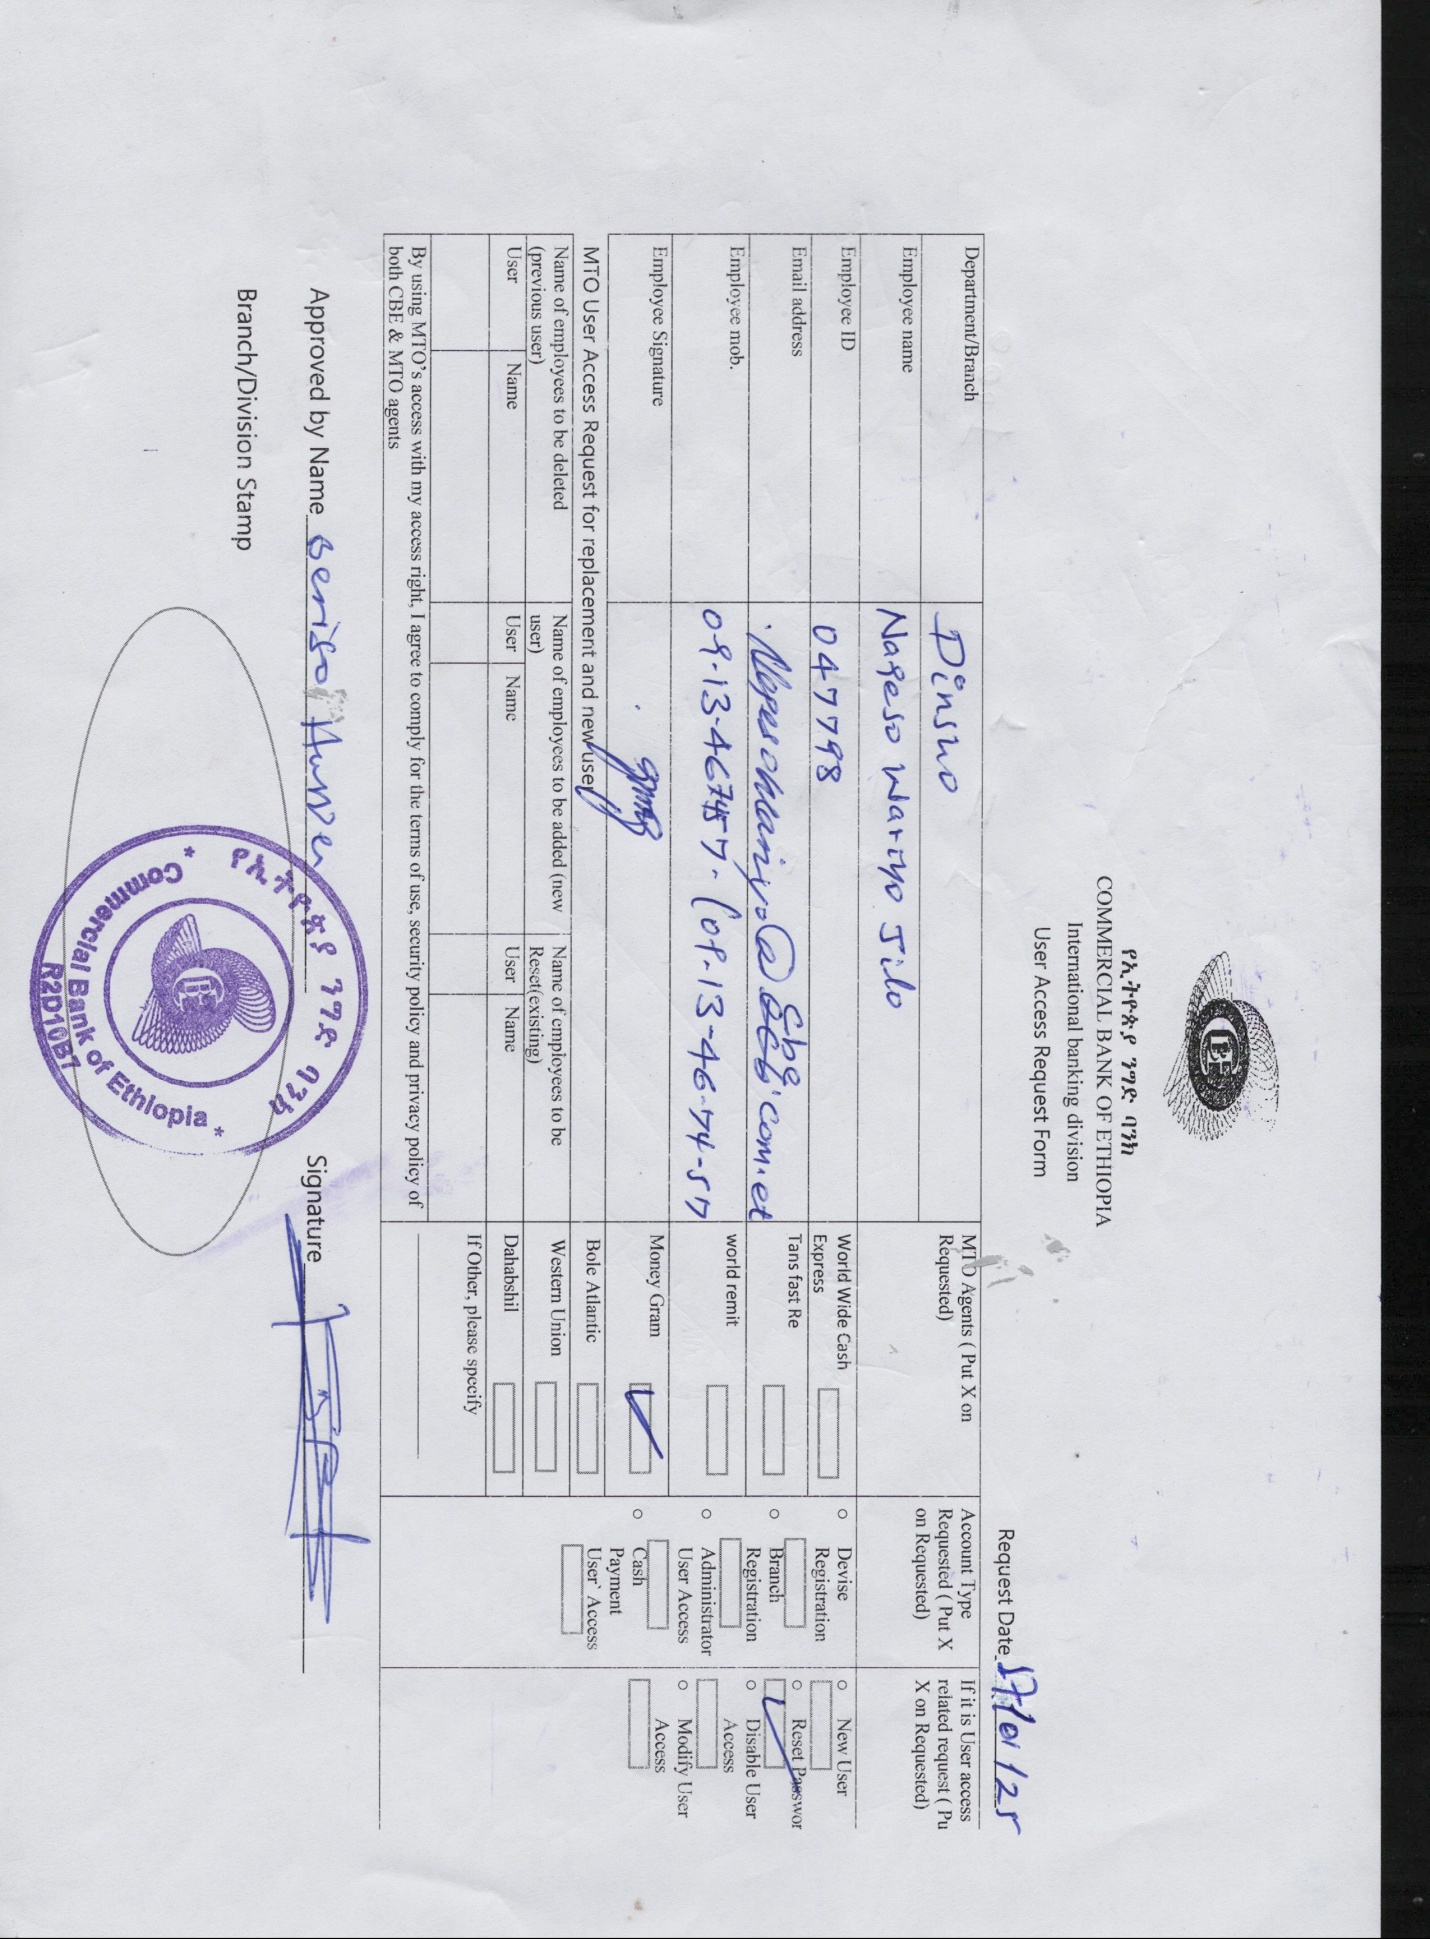 የኢትዮጵያ ንግድ ባንክ
COMMERCIAL BANK OF ETHIOPIA
International banking division
User Access Request Form
Request Date 17/01/25
Department/Branch Dinsho
Employee name Nageso Wariyo Jilo
Employee ID 047798
Email address @ cbe.com.et
Employee mob. 09-13-467457- (09-13-46-74-57
Employee Signature
MTO User Access Request for replacement and new user
Name of employees to be deleted
(previous user)
Name of employees to be added (new
user)
Name of employees to be
Reset(existing)
User Name User Name User Name
By using MTO's access with my access right, I agree to comply for the terms of use, security policy and privacy policy of
both CBE & MTO agents
MTO Agents ( Put X on
Requested)
World Wide Cash
Express
Tans fast Re
world remit
Money Gram ✓
Bole Atlantic
Western Union
Dahabshil
If Other, please specify
Account Type
Requested ( Put X
on Requested)
Devise
Registration
Branch
Registration
Administrator
User Access
Cash
Payment
User` Access
If it is User access
related request ( Pu
X on Requested)
New User
Reset Passwor
✓
Disable User
Access
Modify User
Access
Approved by Name
Signature
Branch/Division Stamp
የኢትዮጵያ ንግድ ባንክ
* Commercial Bank of Ethiopia *
R2D10B7